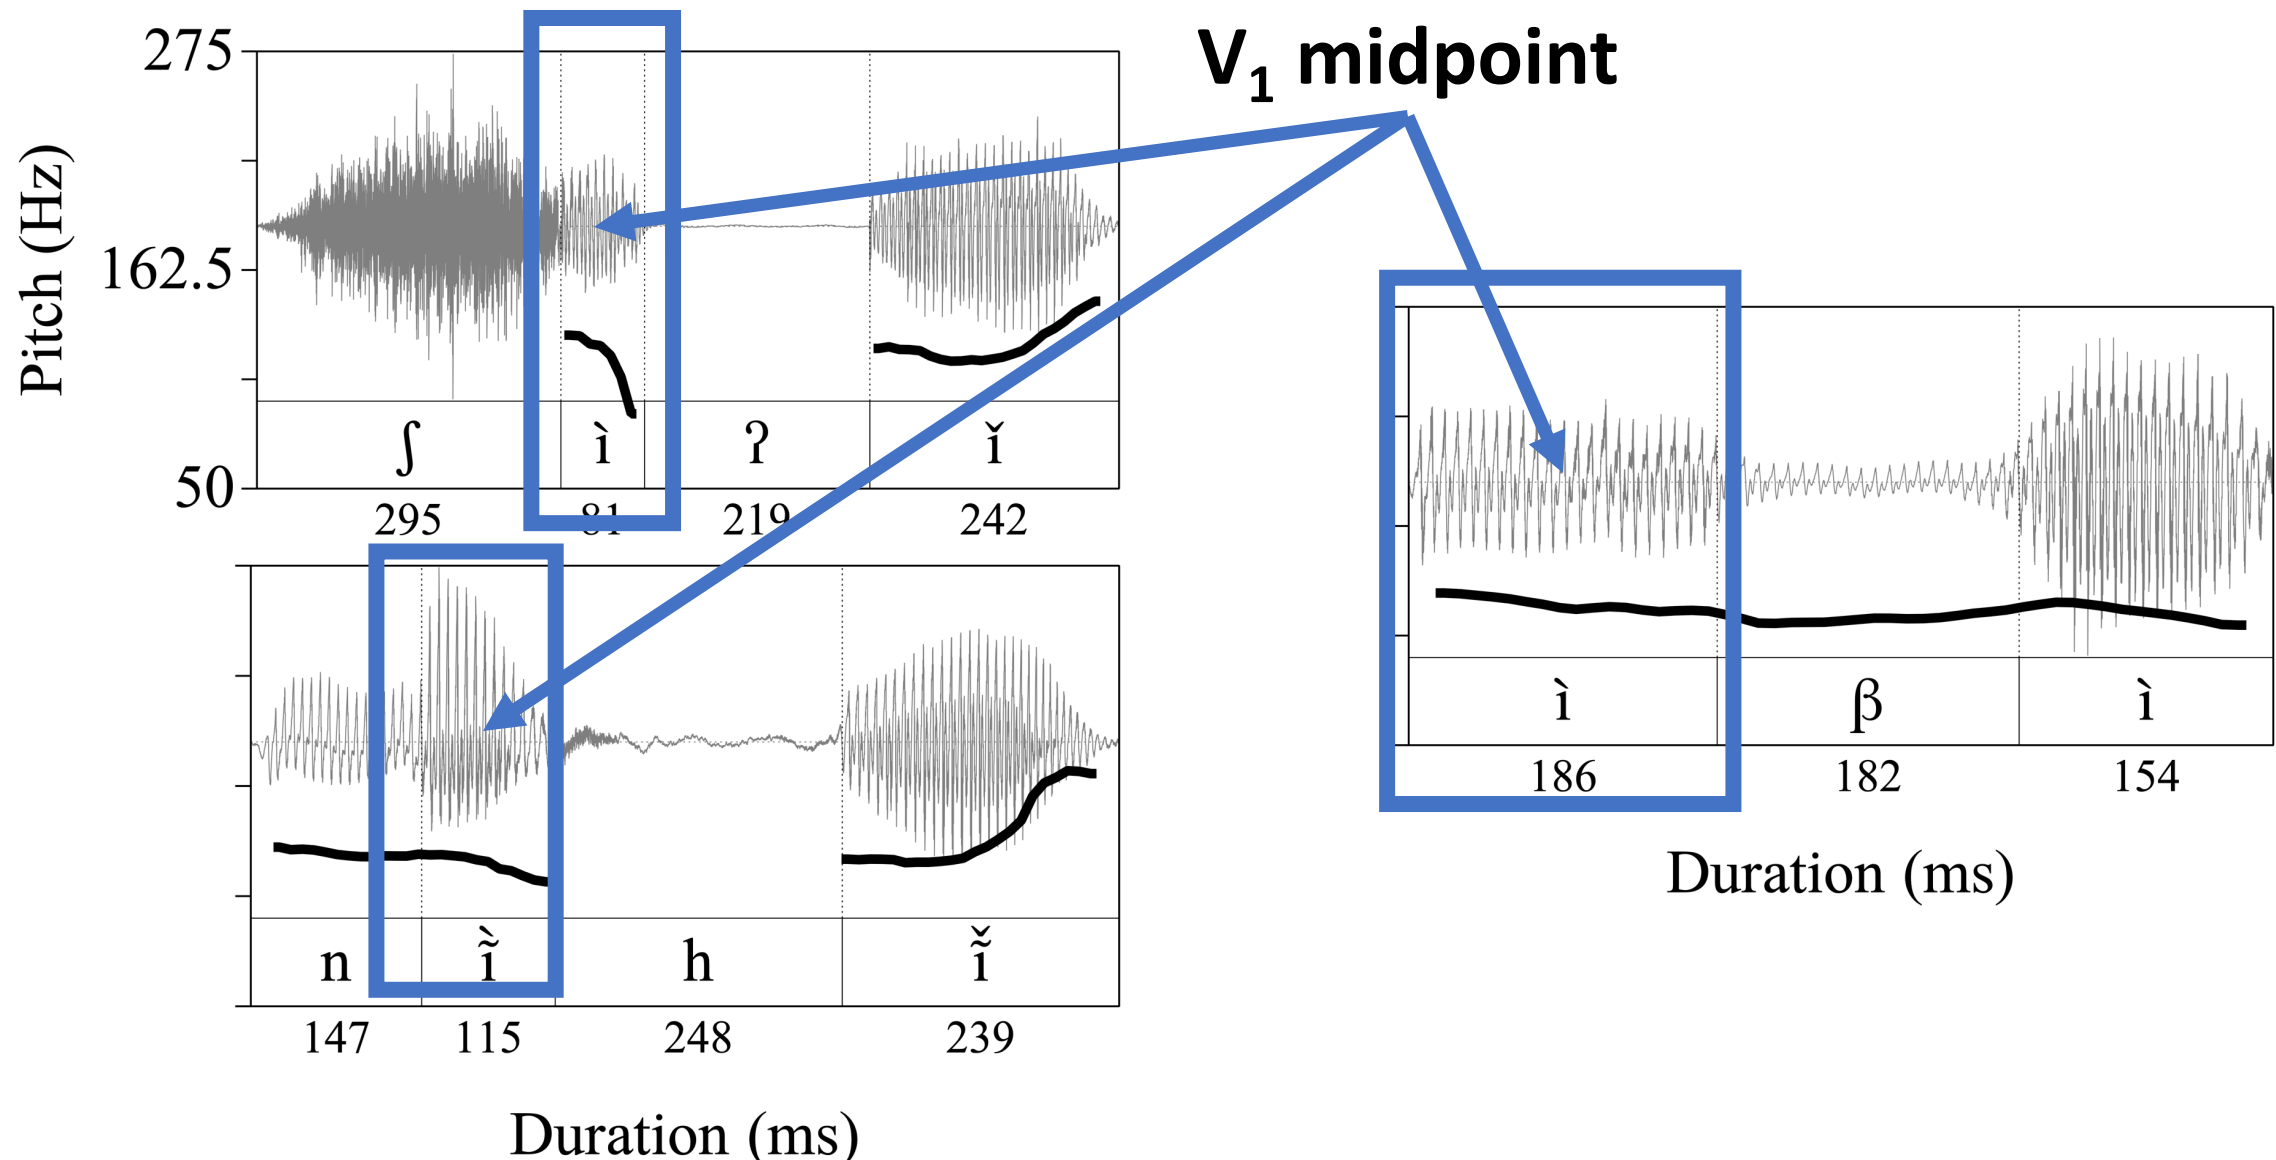 V₁ midpoint
Pitch (Hz)
275
162.5
50
ʃ ì ʔ ǐ
295 81 219 242
n ĩ̀ h ĩ̌
147 115 248 239
Duration (ms)
ì β ì
186 182 154
Duration (ms)